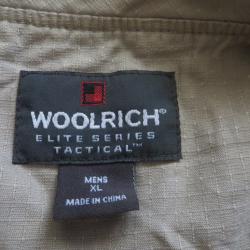 WOOLRICH®
ELITE SERIES
TACTICAL™
MENS
XL
MADE IN CHINA